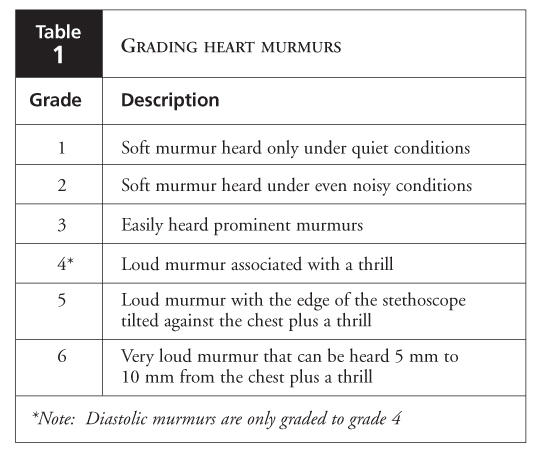 Table
1
GRADING HEART MURMURS
Grade Description
1 Soft murmur heard only under quiet conditions
2 Soft murmur heard under even noisy conditions
3 Easily heard prominent murmurs
4* Loud murmur associated with a thrill
5 Loud murmur with the edge of the stethoscope
tilted against the chest plus a thrill
6 Very loud murmur that can be heard 5 mm to
10 mm from the chest plus a thrill
*Note: Diastolic murmurs are only graded to grade 4